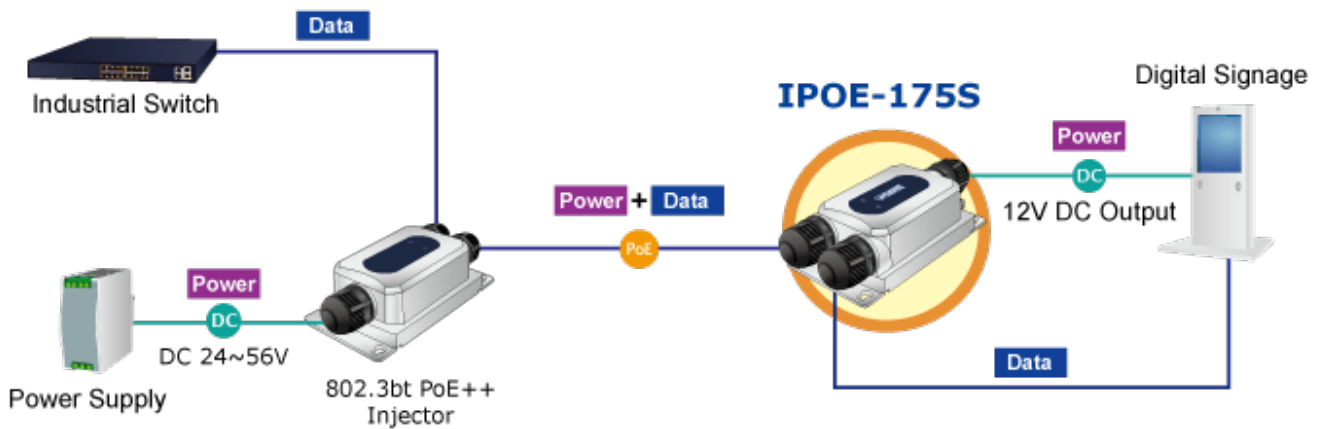 Data
Industrial Switch
IPOE-175S
Digital Signage
Power
DC
12V DC Output
Power + Data
PoE
Power
DC
DC 24~56V
Power Supply
802.3bt PoE++
Injector
Data